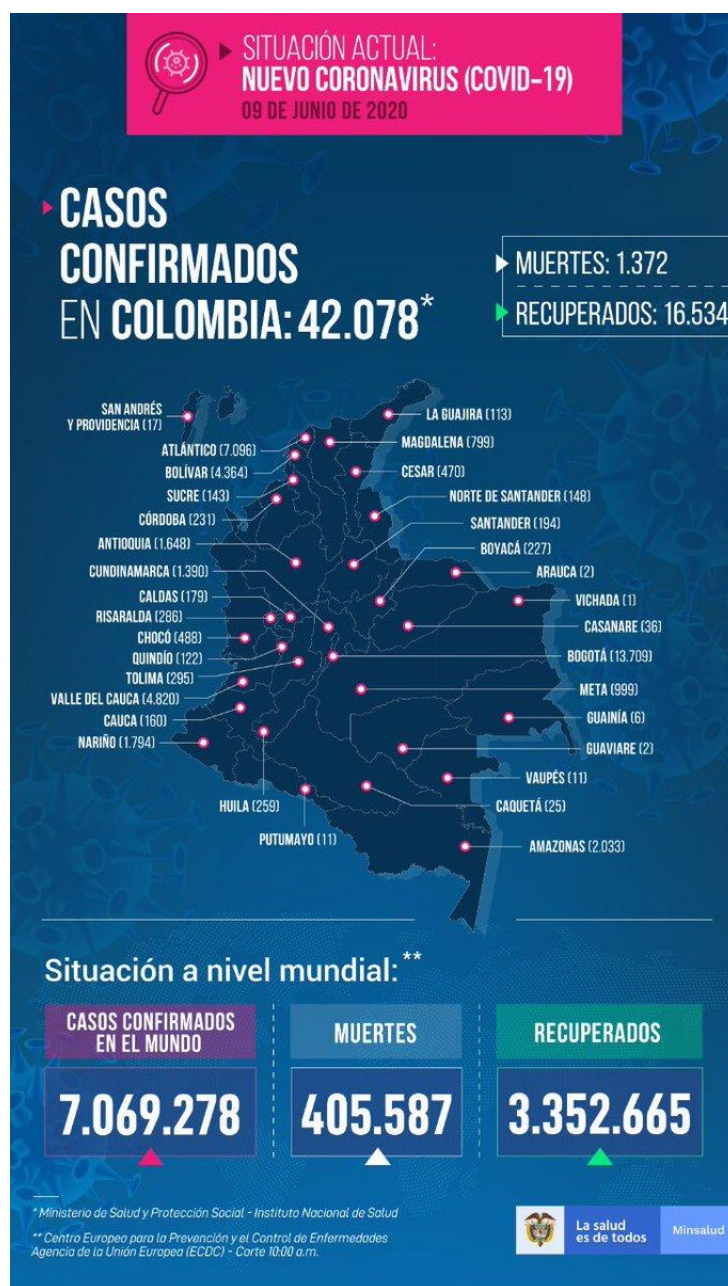 SITUACIÓN ACTUAL:
NUEVO CORONAVIRUS (COVID-19)
09 DE JUNIO DE 2020
CASOS
CONFIRMADOS
EN COLOMBIA: 42.078*
MUERTES: 1.372
RECUPERADOS: 16.534
SAN ANDRÉS
Y PROVIDENCIA (17)
LA GUAJIRA (113)
ATLÁNTICO (7.096)
MAGDALENA (799)
BOLÍVAR (4.364)
CESAR (470)
SUCRE (143)
NORTE DE SANTANDER (148)
CÓRDOBA (231)
SANTANDER (194)
ANTIOQUIA (1.648)
BOYACÁ (227)
CUNDINAMARCA (1.390)
ARAUCA (2)
CALDAS (179)
VICHADA (1)
RISARALDA (286)
CASANARE (36)
CHOCÓ (488)
QUINDÍO (122)
BOGOTÁ (13.709)
TOLIMA (295)
META (999)
VALLE DEL CAUCA (4.820)
GUAINÍA (6)
CAUCA (160)
NARIÑO (1.794)
GUAVIARE (2)
VAUPÉS (11)
HUILA (259)
CAQUETÁ (25)
PUTUMAYO (11)
AMAZONAS (2.033)
Situación a nivel mundial:**
CASOS CONFIRMADOS
EN EL MUNDO
MUERTES
RECUPERADOS
7.069.278
405.587
3.352.665
* Ministerio de Salud y Protección Social - Instituto Nacional de Salud
** Centro Europeo para la Prevención y el Control de Enfermedades
Agencia de la Unión Europea (ECDC) - Corte 10:00 a.m.
La salud
es de todos
Minsalud